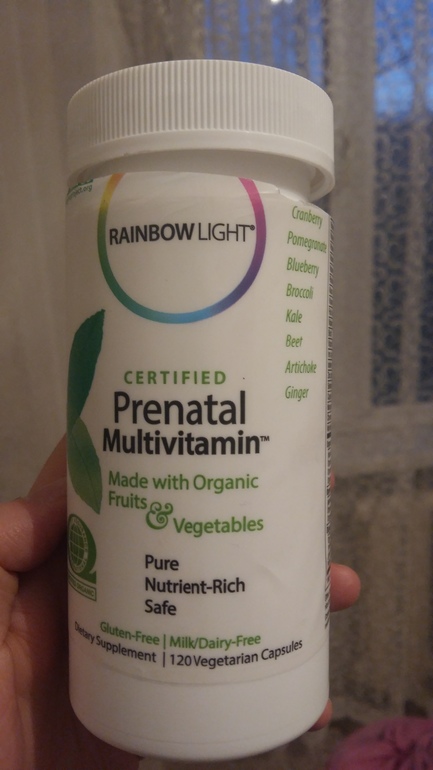 RAINBOW LIGHT®
Cranberry
Pomegranate
Blueberry
Broccoli
Kale
Beet
Artichoke
Ginger
CERTIFIED
Prenatal
Multivitamin™
Made with Organic
Fruits & Vegetables
Pure
Nutrient-Rich
Safe
Gluten-Free | Milk/Dairy-Free
Dietary Supplement | 120 Vegetarian Capsules